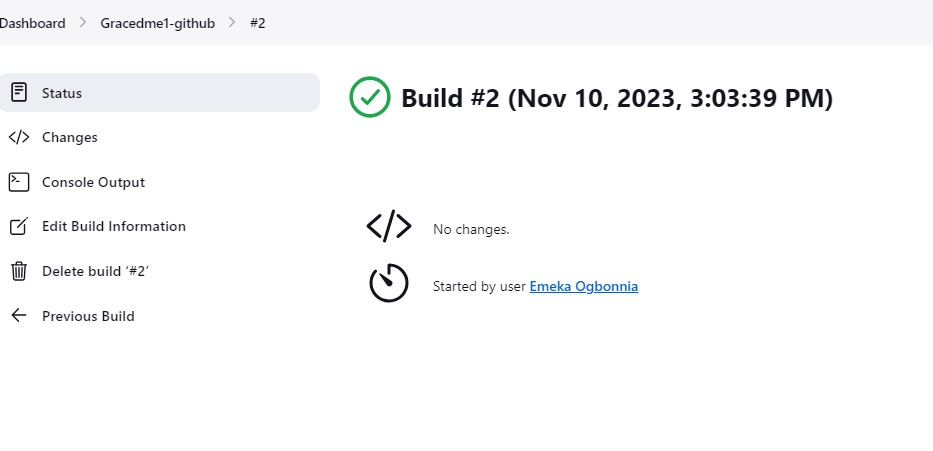 Dashboard > Gracedme1-github > #2
Status
Build #2 (Nov 10, 2023, 3:03:39 PM)
Changes
Console Output
Edit Build Information
Delete build ‘#2’
Previous Build
No changes.
Started by user Emeka Ogbonnia